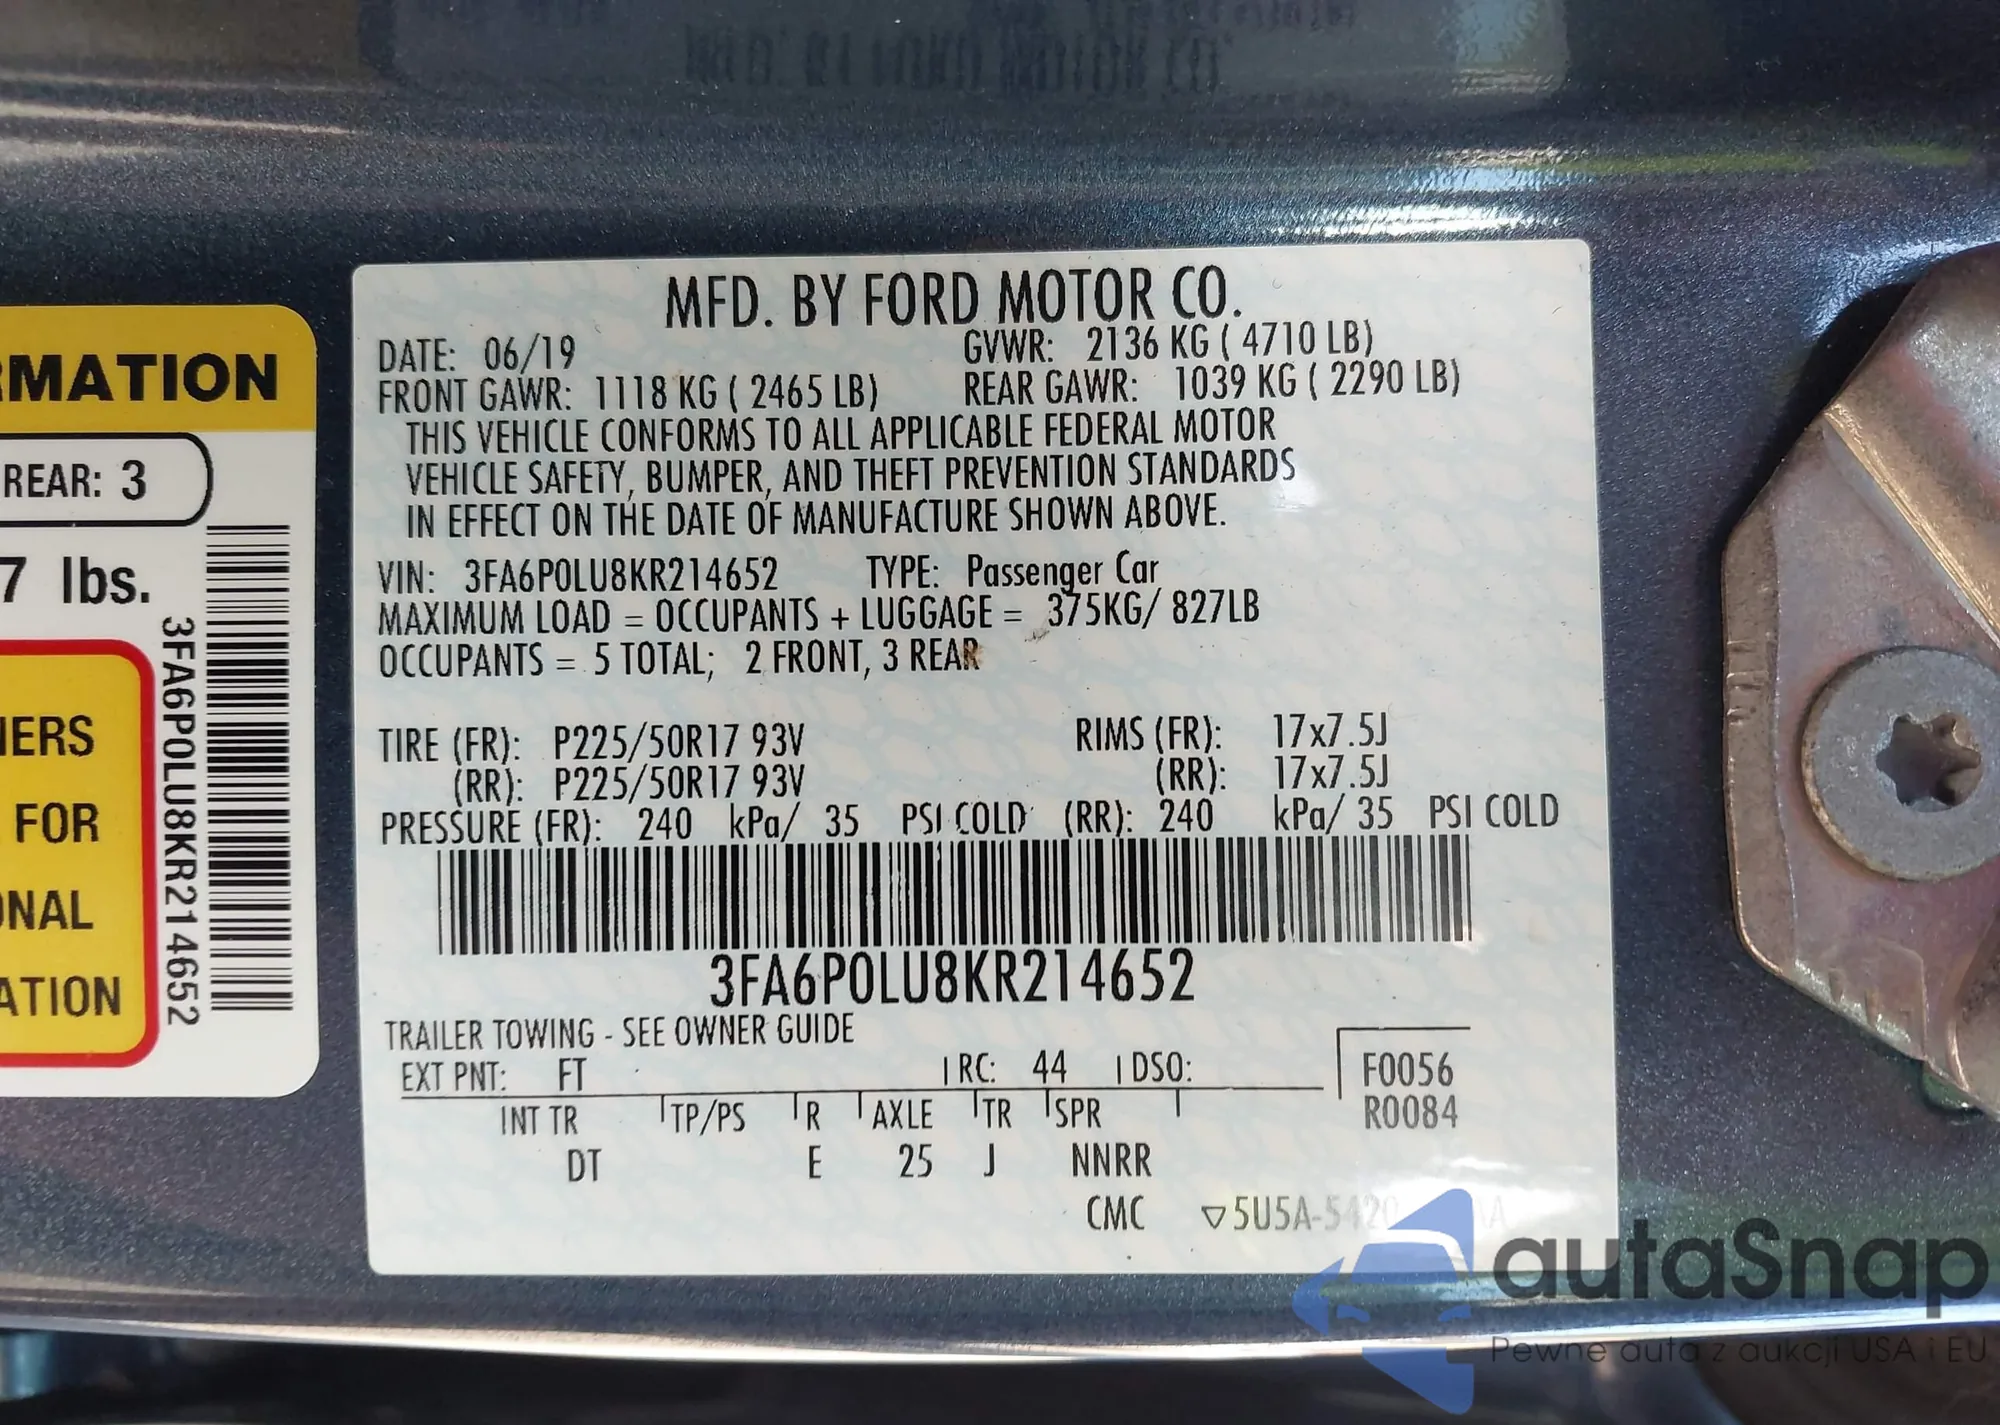 MFD. BY FORD MOTOR CO.
DATE: 06/19 GVWR: 2136 KG ( 4710 LB)
FRONT GAWR: 1118 KG ( 2465 LB) REAR GAWR: 1039 KG ( 2290 LB)
THIS VEHICLE CONFORMS TO ALL APPLICABLE FEDERAL MOTOR
VEHICLE SAFETY, BUMPER, AND THEFT PREVENTION STANDARDS
IN EFFECT ON THE DATE OF MANUFACTURE SHOWN ABOVE.
VIN: 3FA6P0LU8KR214652 TYPE: Passenger Car
MAXIMUM LOAD = OCCUPANTS + LUGGAGE = 375KG/ 827LB
OCCUPANTS = 5 TOTAL; 2 FRONT, 3 REAR
TIRE (FR): P225/50R17 93V RIMS (FR): 17x7.5J
(RR): P225/50R17 93V (RR): 17x7.5J
PRESSURE (FR): 240 kPa/ 35 PSI COLD (RR): 240 kPa/ 35 PSI COLD
3FA6P0LU8KR214652
TRAILER TOWING - SEE OWNER GUIDE
EXT PNT: FT RC: 44 DSO:
F0056
R0084
INT TR TP/PS R AXLE TR SPR
DT E 25 J NNRR
CMC ▽5U5A-5420
RMATION
REAR: 3
7 lbs.
3FA6P0LU8KR214652
NERS
FOR
ONAL
ATION
autaSnap
Pewne auta z aukcji USA i EU